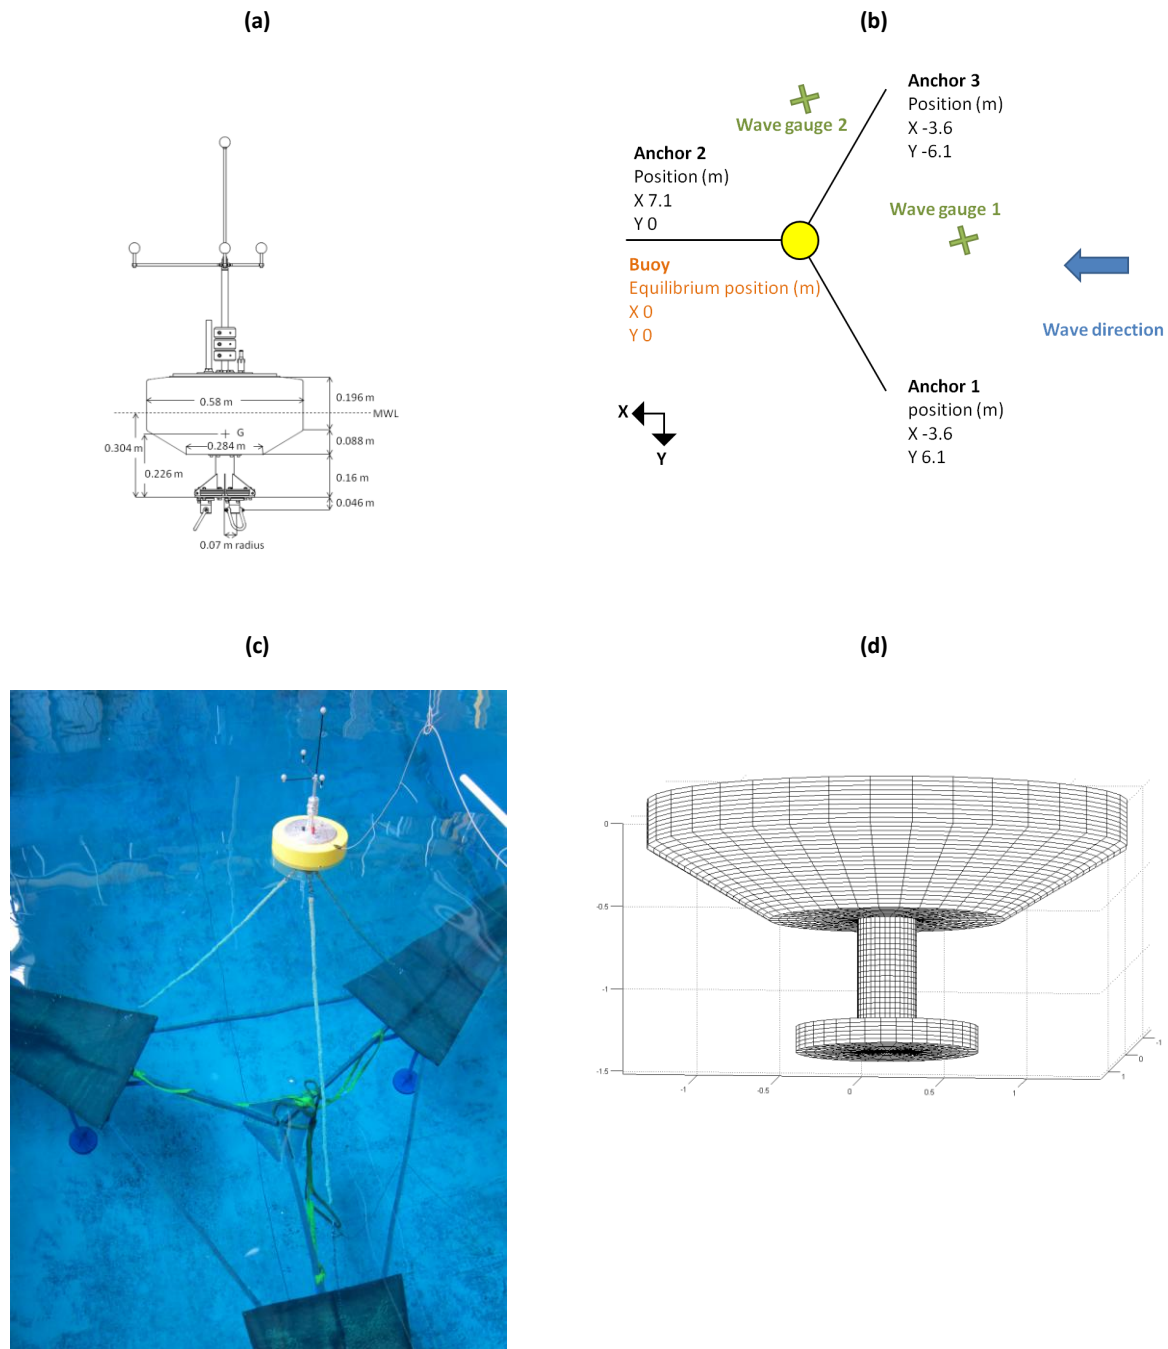 (a)
0.58 m
0.196 m
MWL
G
0.284 m
0.304 m
0.088 m
0.226 m
0.16 m
0.046 m
0.07 m radius
(b)
Anchor 3
Position (m)
X -3.6
Y -6.1
Wave gauge 2
Anchor 2
Position (m)
X 7.1
Y 0
Wave gauge 1
Buoy
Equilibrium position (m)
X 0
Y 0
Wave direction
Anchor 1
position (m)
X -3.6
Y 6.1
X
Y
(c)
(d)
0
-0.5
-1
-1.5
-1
-0.5
0
0.5
1
1
0
-1